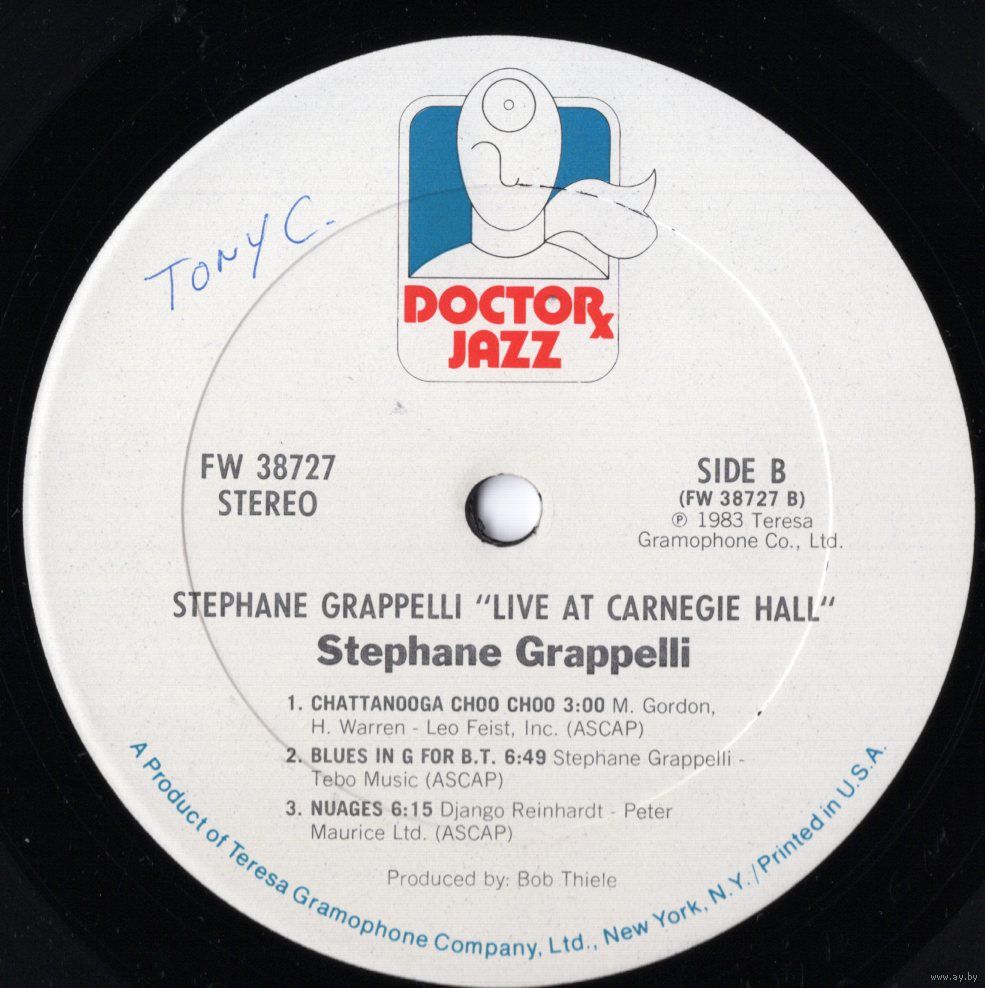 TONY C.
DOCTORx
JAZZ
FW 38727
STEREO
SIDE B
(FW 38727 B)
℗ 1983 Teresa
Gramophone Co., Ltd.
STEPHANE GRAPPELLI "LIVE AT CARNEGIE HALL"
Stephane Grappelli
1. CHATTANOOGA CHOO CHOO 3:00 M. Gordon,
H. Warren - Leo Feist, Inc. (ASCAP)
2. BLUES IN G FOR B.T. 6:49 Stephane Grappelli -
Tebo Music (ASCAP)
3. NUAGES 6:15 Django Reinhardt - Peter
Maurice Ltd. (ASCAP)
Produced by: Bob Thiele
A Product of Teresa Gramophone Company, Ltd., New York, N.Y./Printed in U.S.A.
www.ay.by